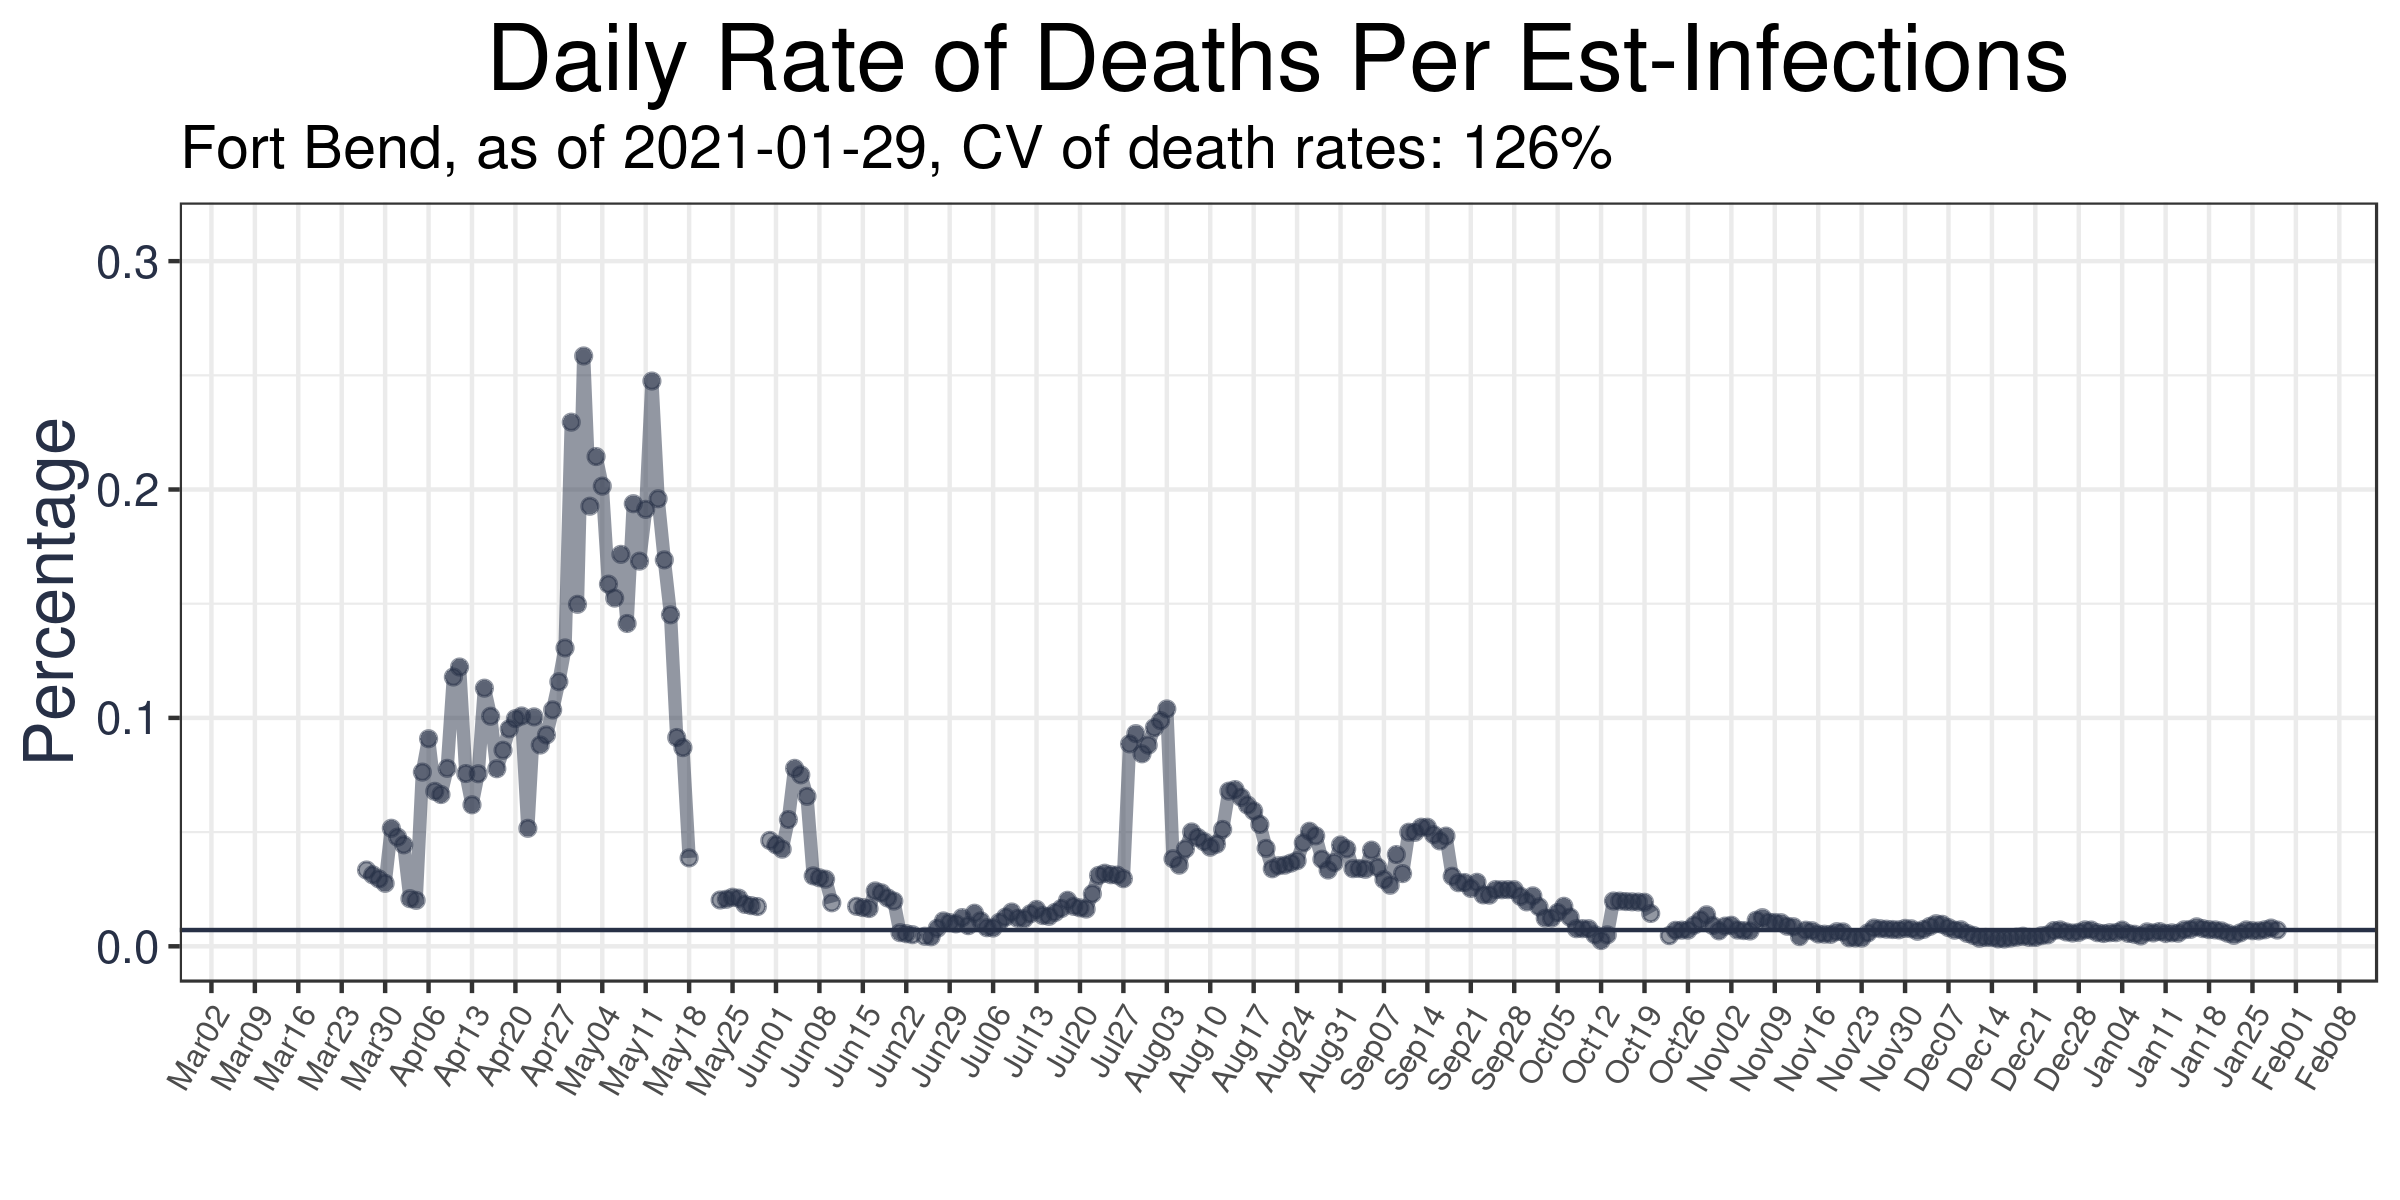 Daily Rate of Deaths Per Est-Infections
Fort Bend, as of 2021-01-29, CV of death rates: 126%
Percentage
0.3
0.2
0.1
0.0
Mar02
Mar09
Mar16
Mar23
Mar30
Apr06
Apr13
Apr20
Apr27
May04
May11
May18
May25
Jun01
Jun08
Jun15
Jun22
Jun29
Jul06
Jul13
Jul20
Jul27
Aug03
Aug10
Aug17
Aug24
Aug31
Sep07
Sep14
Sep21
Sep28
Oct05
Oct12
Oct19
Oct26
Nov02
Nov09
Nov16
Nov23
Nov30
Dec07
Dec14
Dec21
Dec28
Jan04
Jan11
Jan18
Jan25
Feb01
Feb08